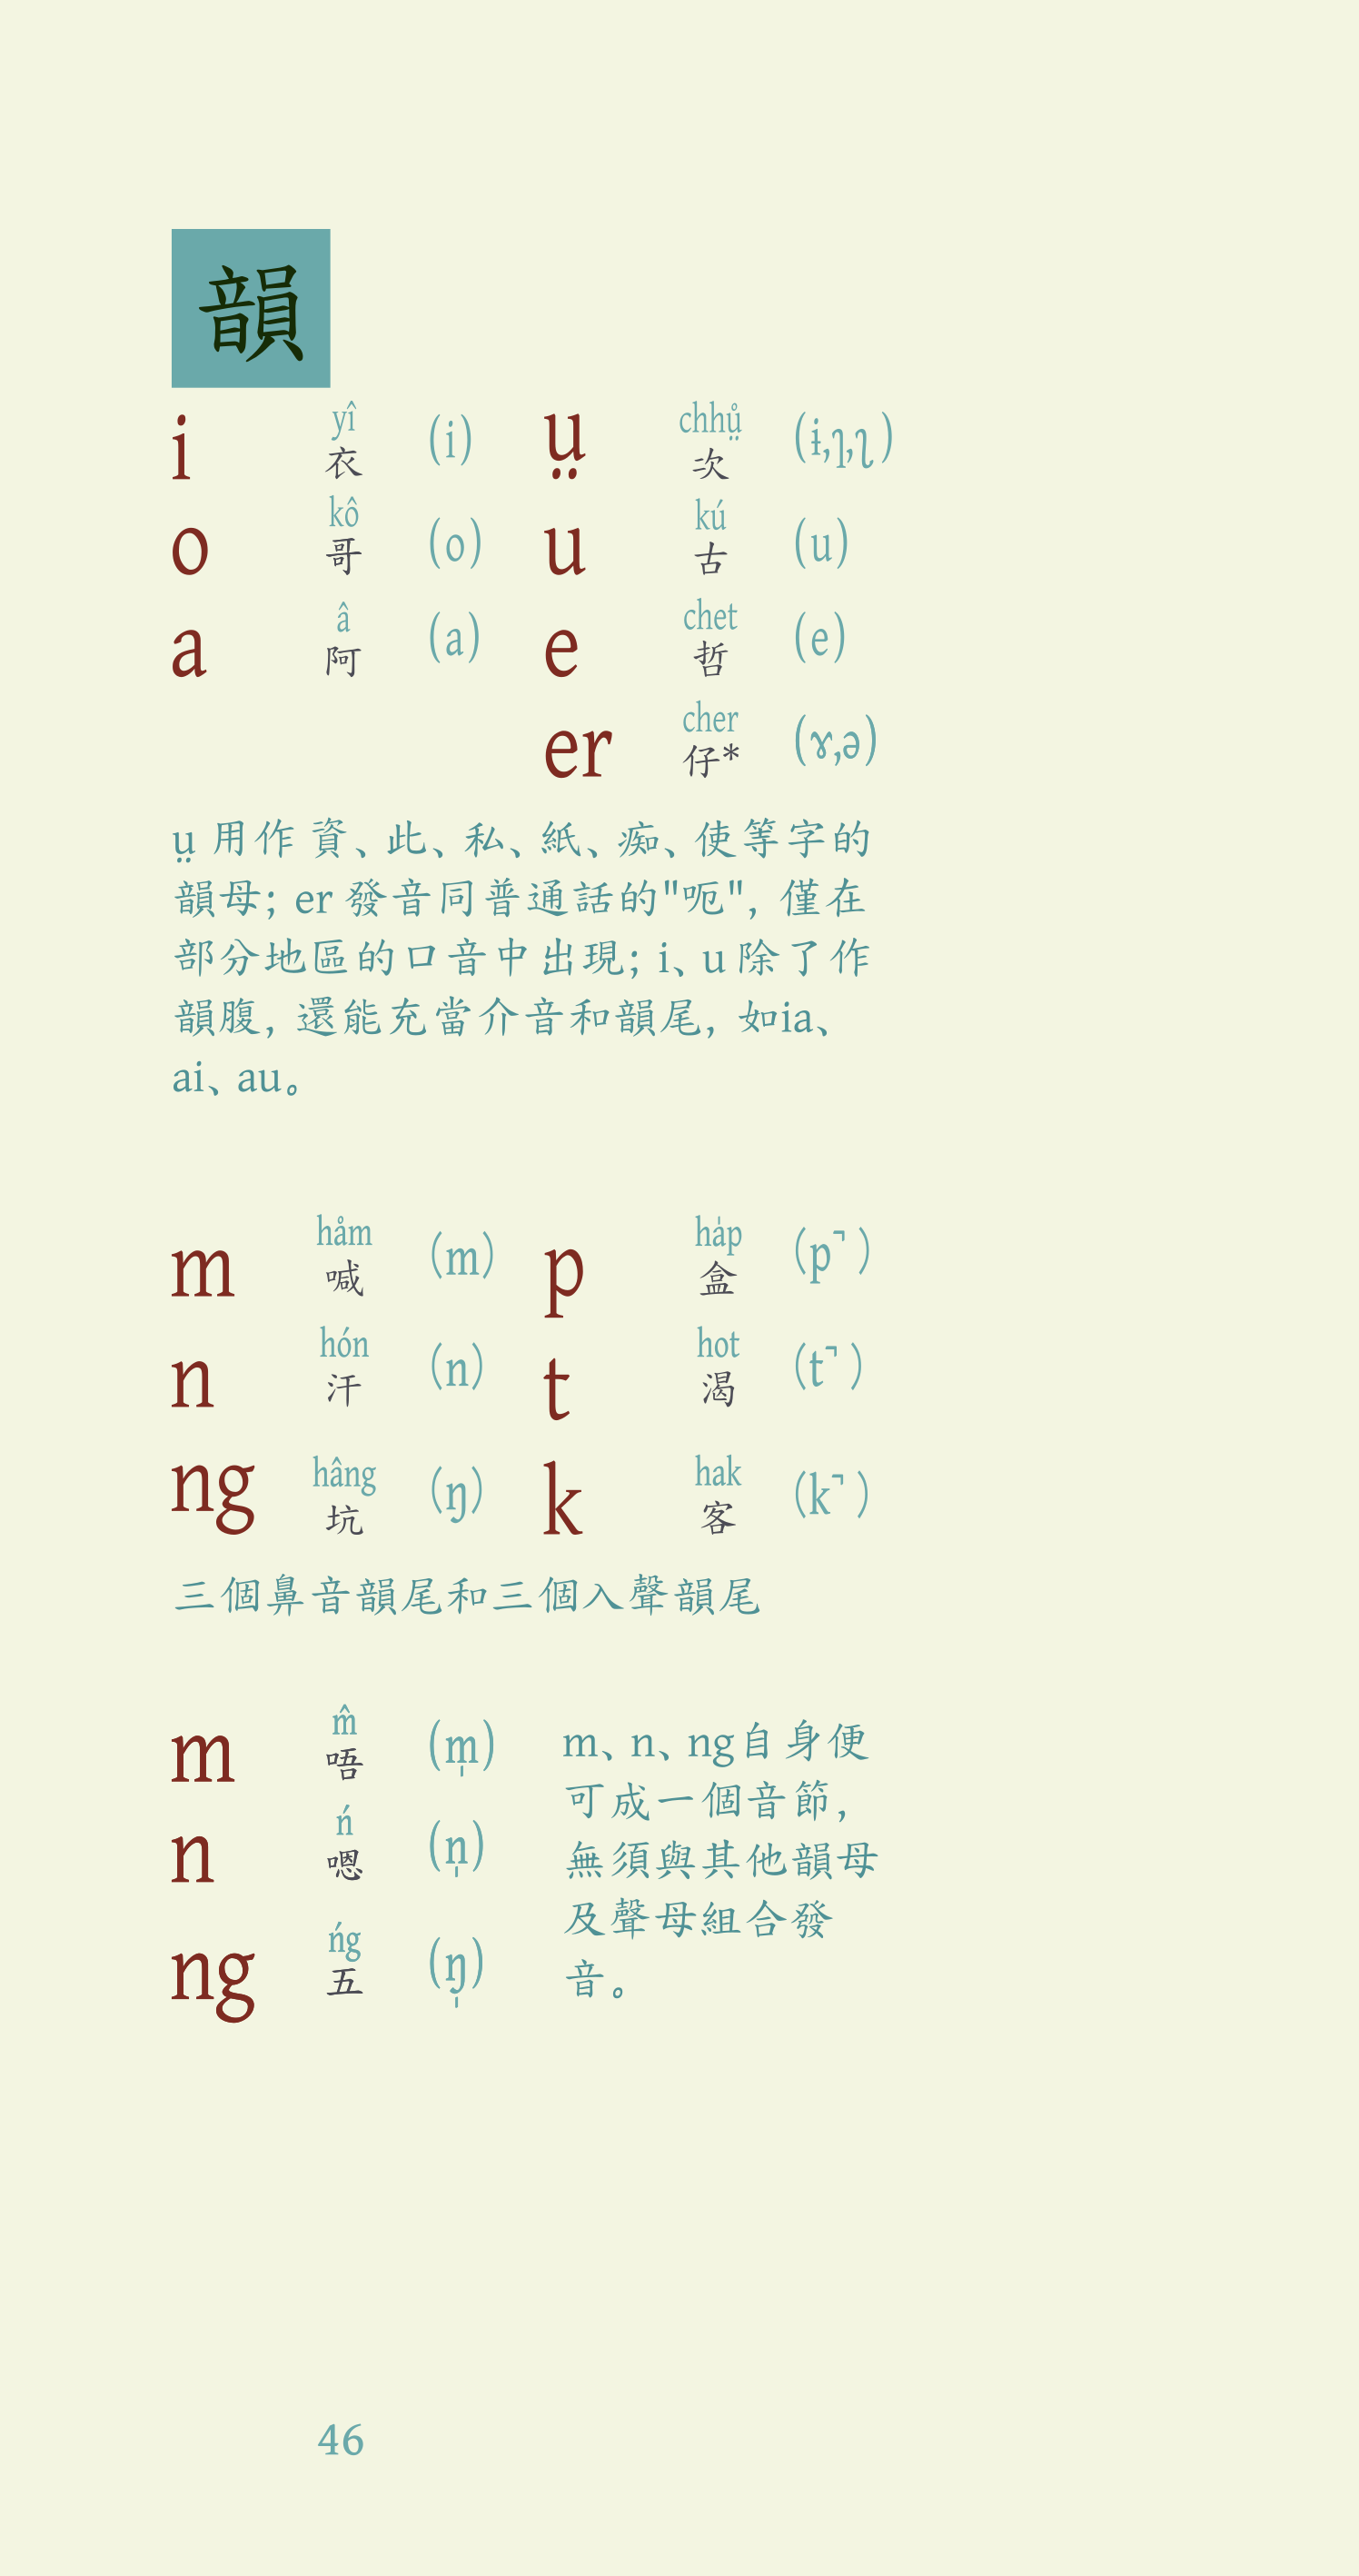 韻
i yî 衣 (i) ṳ chhṳ̊ 次 (ɨ,ɿ,ʅ)
o kô 哥 (o) u kú 古 (u)
a â 阿 (a) e chet 哲 (e)
er cher 仔* (ɤ,ə)
ṳ 用作 資、此、私、紙、痴、使等字的
韻母; er 發音同普通話的"呃", 僅在
部分地區的口音中出現; i、u 除了作
韻腹, 還能充當介音和韻尾, 如ia、
ai、au。
m håm 喊 (m) p ha̍p 盒 (p̚ )
n hón 汗 (n) t hot 渴 (t̚ )
ng hâng 坑 (ŋ) k hak 客 (k̚ )
三個鼻音韻尾和三個入聲韻尾
m m̂ 唔 (m̩)
n ń 嗯 (n̩)
ng ńg 五 (ŋ̩)
m、n、ng自身便
可成一個音節,
無須與其他韻母
及聲母組合發
音。
46